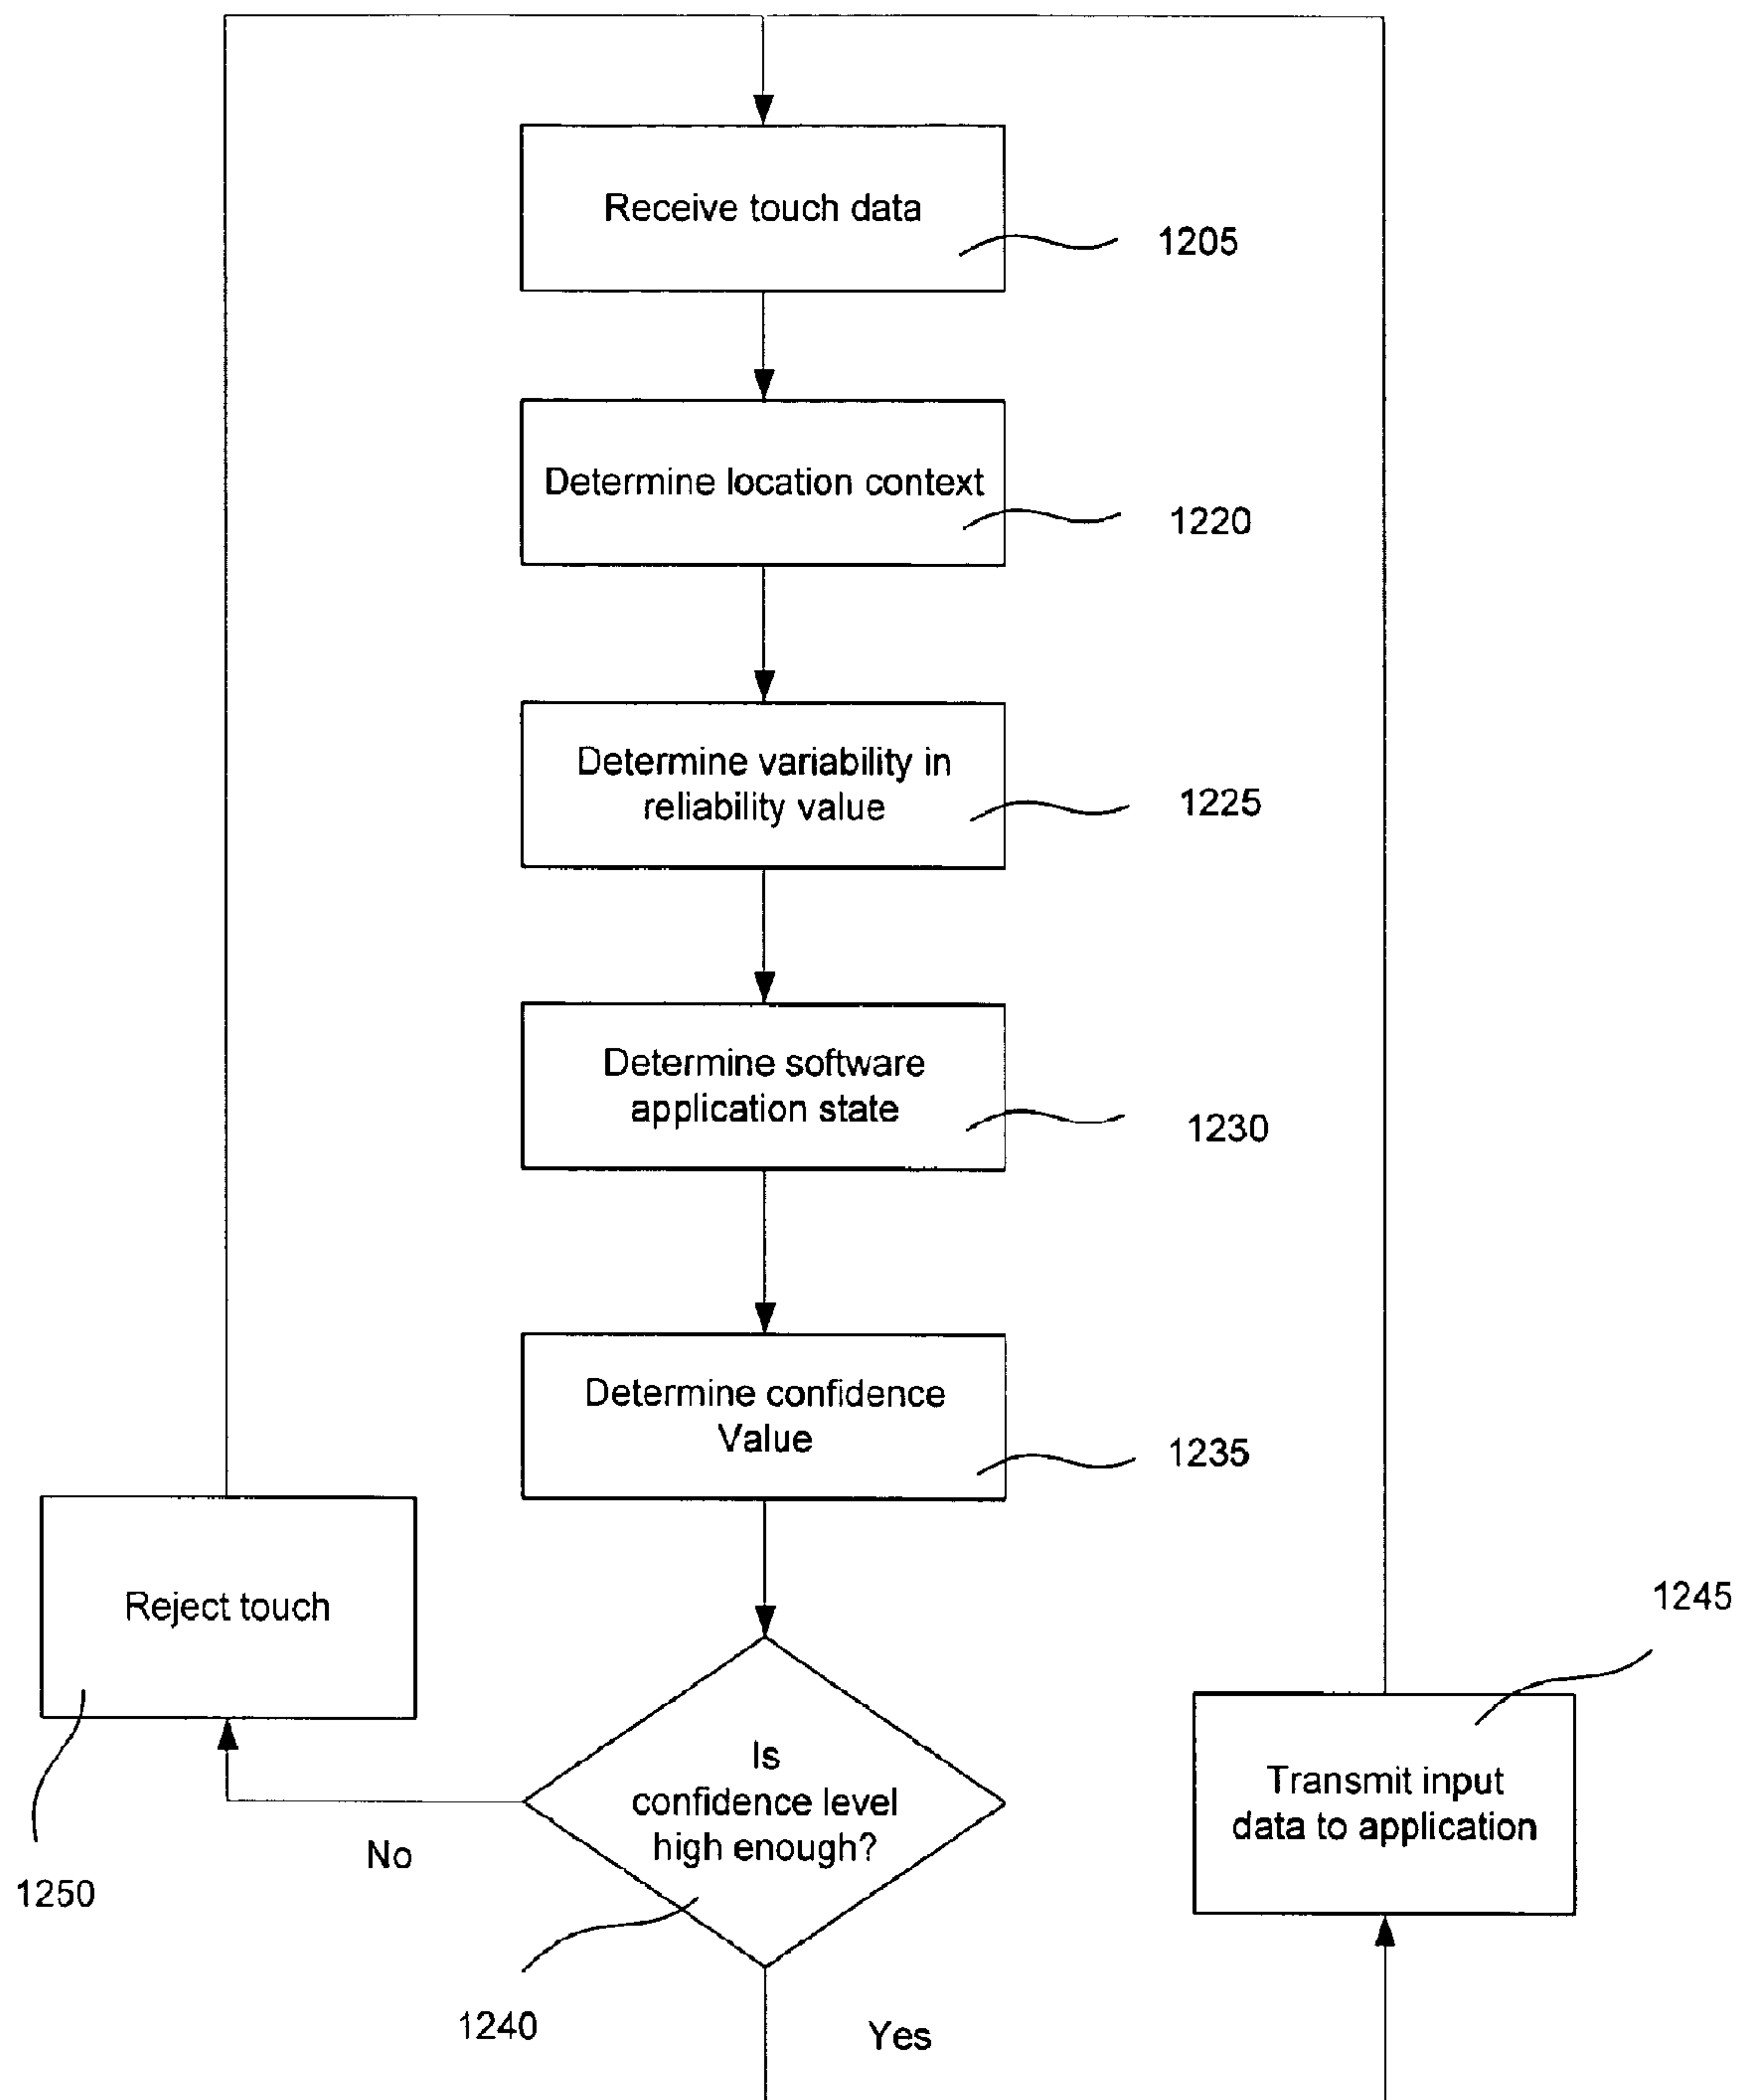 Receive touch data
1205
Determine location context
1220
Determine variability in
reliability value
1225
Determine software
application state
1230
Determine confidence
Value
1235
Reject touch
1250
Is
confidence level
high enough?
1240
No
Yes
1245
Transmit input
data to application